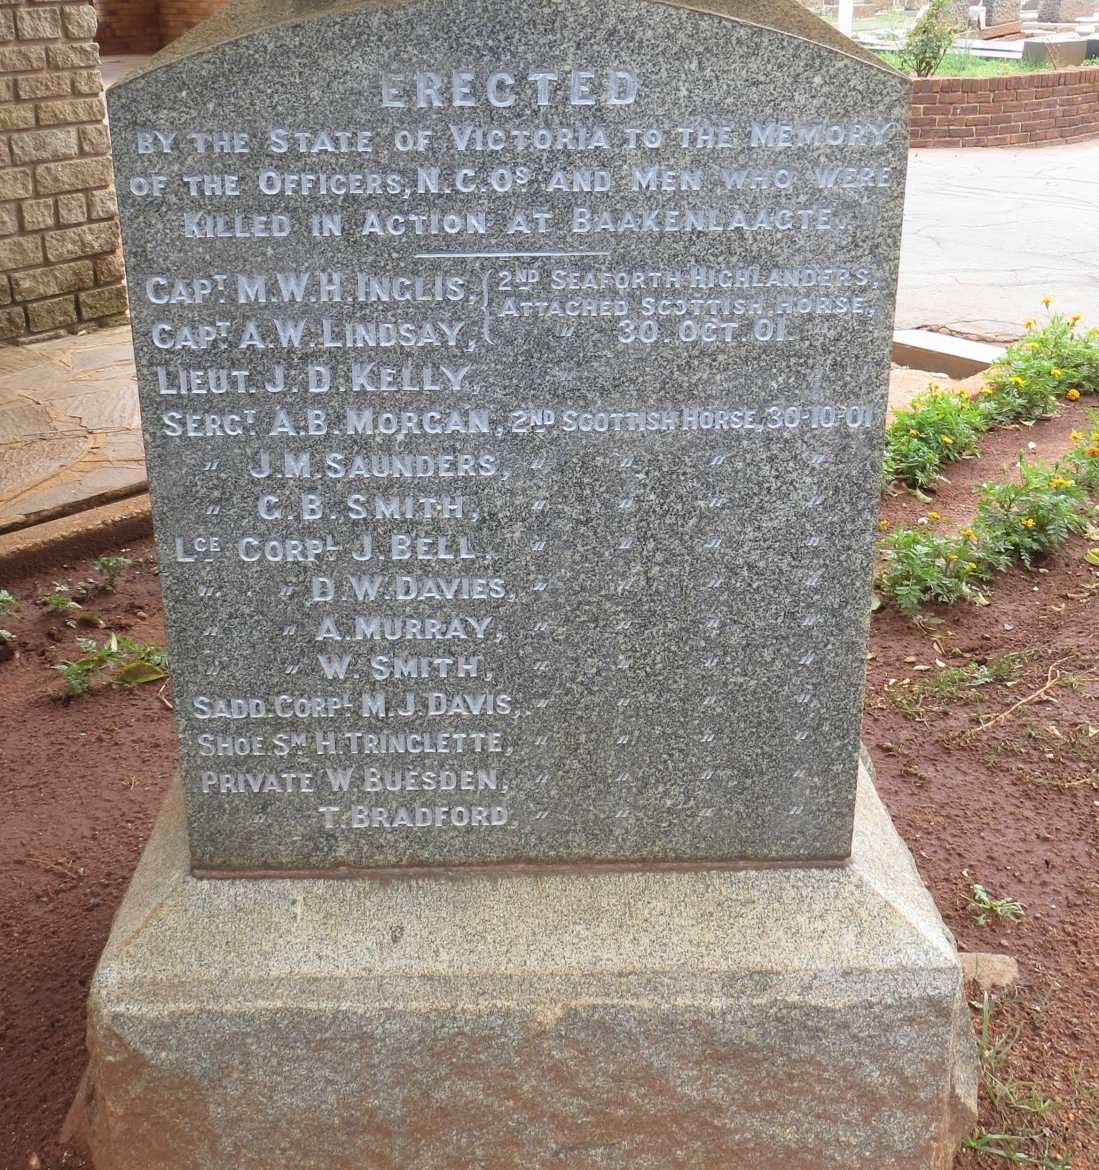 ERECTED
BY THE STATE OF VICTORIA TO THE MEMORY
OF THE OFFICERS, N.C.OS AND MEN WHO WERE
KILLED IN ACTION AT BAAKENLAAGTE.
CAPT. M.W.H. INGLIS, 2ND SEAFORTH HIGHLANDERS,
ATTACHED SCOTTISH HORSE,
CAPT. A.W. LINDSAY, " 30. OCT 01. "
LIEUT. J.D. KELLY, " "
SERGT A.B. MORGAN, 2ND SCOTTISH HORSE, 30-10-01
" J.M. SAUNDERS, " " " "
" G.B. SMITH, " " " "
LCE CORPL J. BELL, " " " "
" " D.W. DAVIES, " " " "
" " A. MURRAY, " " " "
" " W. SMITH, " " " "
SADD. CORPL M.J. DAVIS, " " " "
SHOE. SM H. TRINGLETTE, " " " "
PRIVATE W. BUESDEN, " " " "
" T. BRADFORD, " " " "